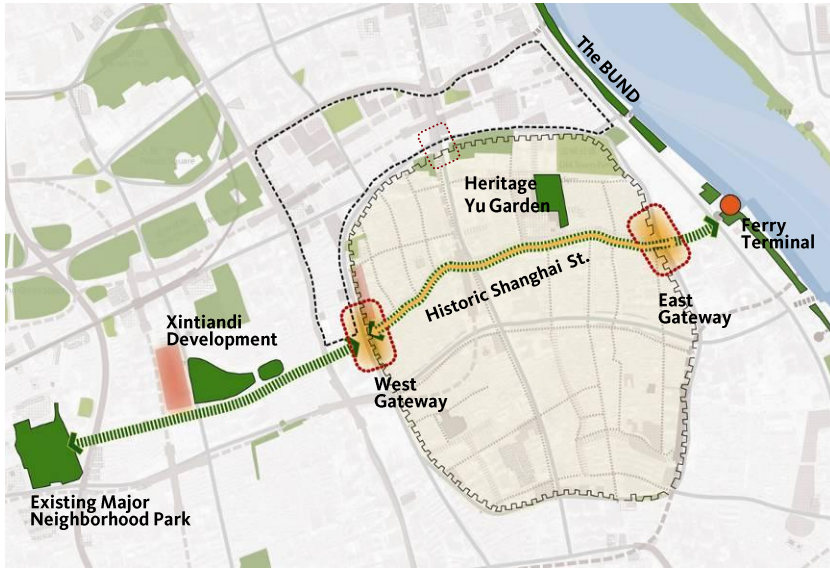 The BUND
Heritage
Yu Garden
Ferry
Terminal
Historic Shanghai St.
East
Gateway
Xintiandi
Development
West
Gateway
Existing Major
Neighborhood Park